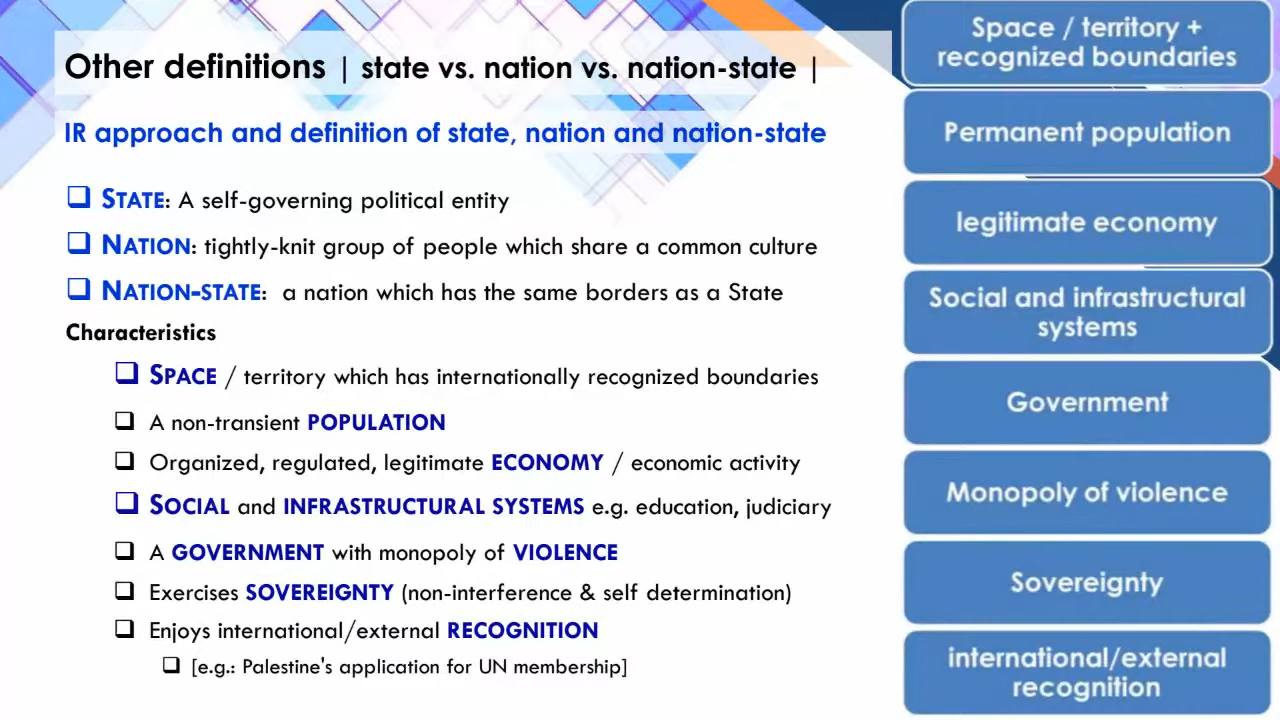 Other definitions | state vs. nation vs. nation-state |
IR approach and definition of state, nation and nation-state
❑ STATE: A self-governing political entity
❑ NATION: tightly-knit group of people which share a common culture
❑ NATION-STATE: a nation which has the same borders as a State
Characteristics
❑ SPACE / territory which has internationally recognized boundaries
❑ A non-transient POPULATION
❑ Organized, regulated, legitimate ECONOMY / economic activity
❑ SOCIAL and INFRASTRUCTURAL SYSTEMS e.g. education, judiciary
❑ A GOVERNMENT with monopoly of VIOLENCE
❑ Exercises SOVEREIGNTY (non-interference & self determination)
❑ Enjoys international/external RECOGNITION
❑ [e.g.: Palestine's application for UN membership]
Space / territory +
recognized boundaries
Permanent population
legitimate economy
Social and infrastructural
systems
Government
Monopoly of violence
Sovereignty
international/external
recognition